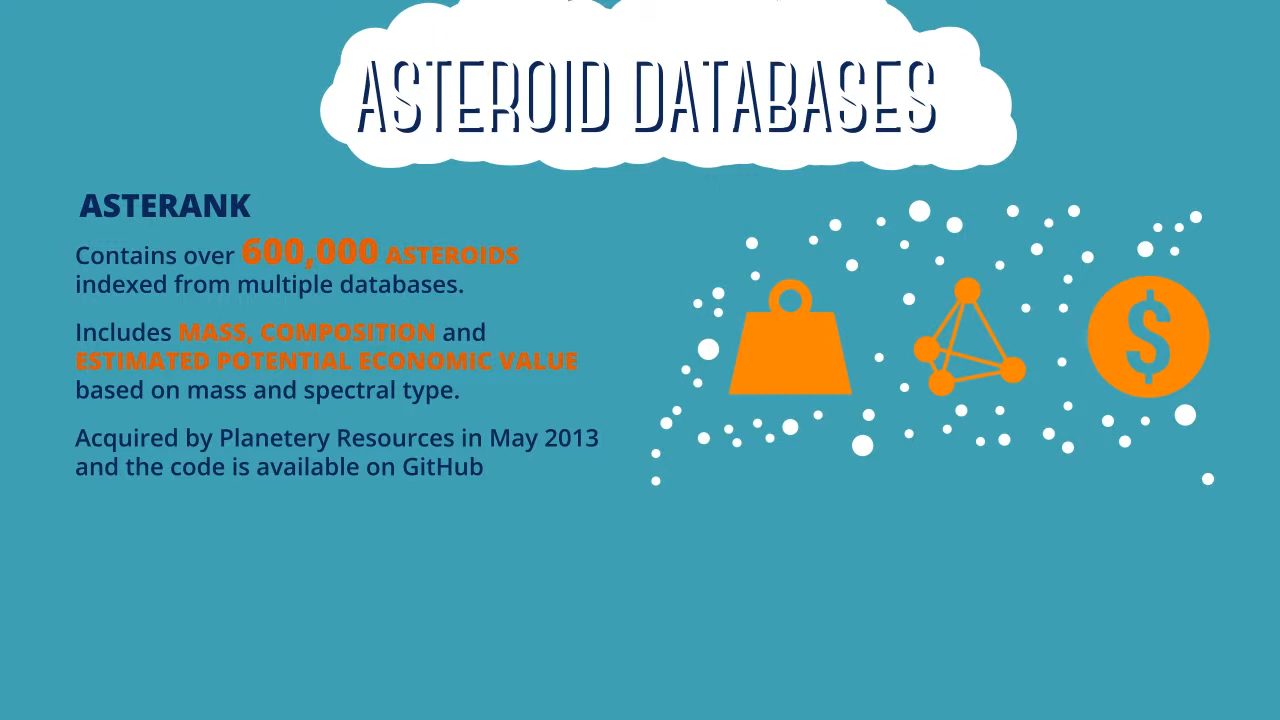 ASTEROID DATABASES
ASTERANK
Contains over 600,000 ASTEROIDS
indexed from multiple databases.
Includes MASS, COMPOSITION and
ESTIMATED POTENTIAL ECONOMIC VALUE
based on mass and spectral type.
Acquired by Planetery Resources in May 2013
and the code is available on GitHub
$